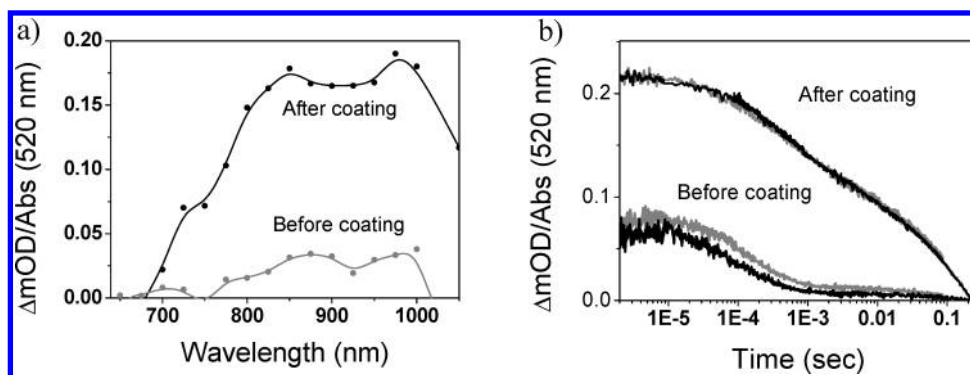 a)
0.20
0.15
0.10
0.05
0.00
ΔmOD/Abs (520 nm)
After coating
Before coating
700
800
900
1000
Wavelength (nm)
b)
0.2
0.1
0.0
ΔmOD/Abs (520 nm)
After coating
Before coating
1E-5
1E-4
1E-3
0.01
0.1
Time (sec)